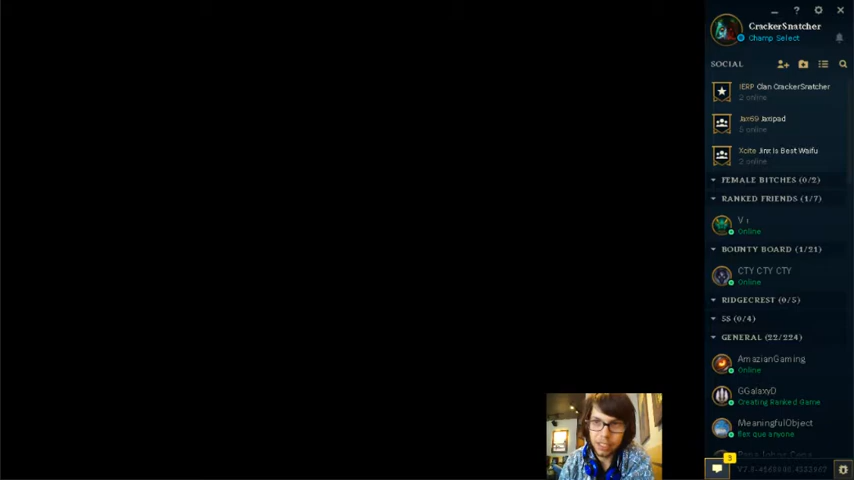 CrackerSnatcher
Champ Select
SOCIAL
IERP Clan CrackerSnatcher
2 online
Jax69 Jaxipad
5 online
Xcite Jinx Is Best Waifu
2 online
FEMALE BITCHES (0/2)
RANKED FRIENDS (1/7)
V i
Online
BOUNTY BOARD (1/21)
CTY CTY CTY
Online
RIDGECREST (0/5)
5S (0/4)
GENERAL (22/224)
AmazianGaming
Online
GGalaxyD
Creating Ranked Game
MeaningfulObject
Ren que anyone
3